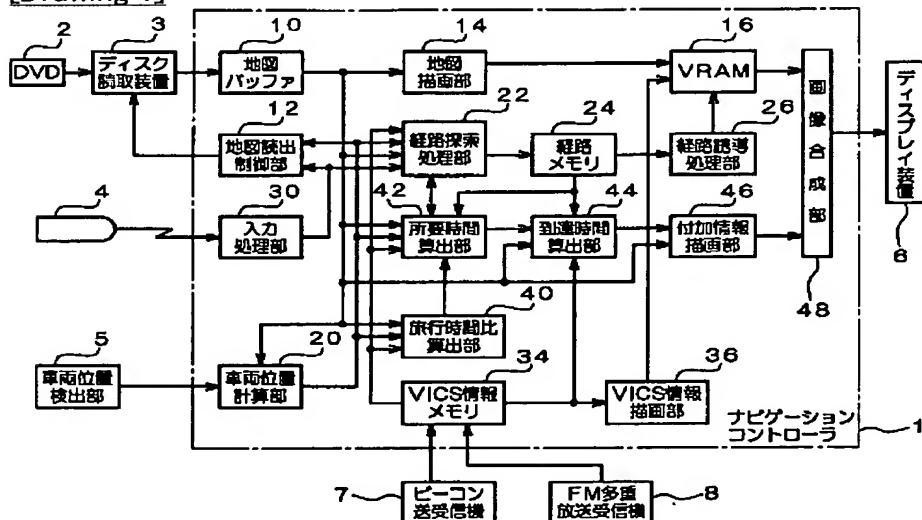 [Drawing 1]
2
DVD
3
ディスク
読取装置
10
地図
バッファ
14
地図
描画部
16
VRAM
画像合成部
48
ディスプレイ装置
6
12
地図読出
制御部
22
経路探索
処理部
24
経路
メモリ
26
経路誘導
処理部
4
30
入力
処理部
42
所要時間
算出部
44
到達時間
算出部
46
付加情報
描画部
40
旅行時間比
算出部
5
車両位置
検出部
20
車両位置
計算部
34
VICS情報
メモリ
36
VICS情報
描画部
ナビゲーション
コントローラ
1
7
ビーコン
送受信機
FM多重
放送受信機
8